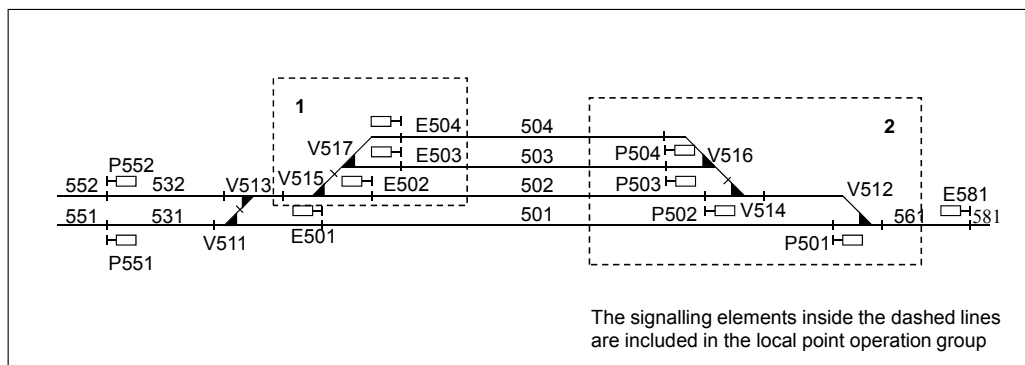 1
2
E504
504
V517
E503
503
P504
V516
P552
V515
E502
P503
552
532
V513
502
V512
E581
551
531
501
P502
V514
561
581
V511
E501
P501
P551
The signalling elements inside the dashed lines
are included in the local point operation group